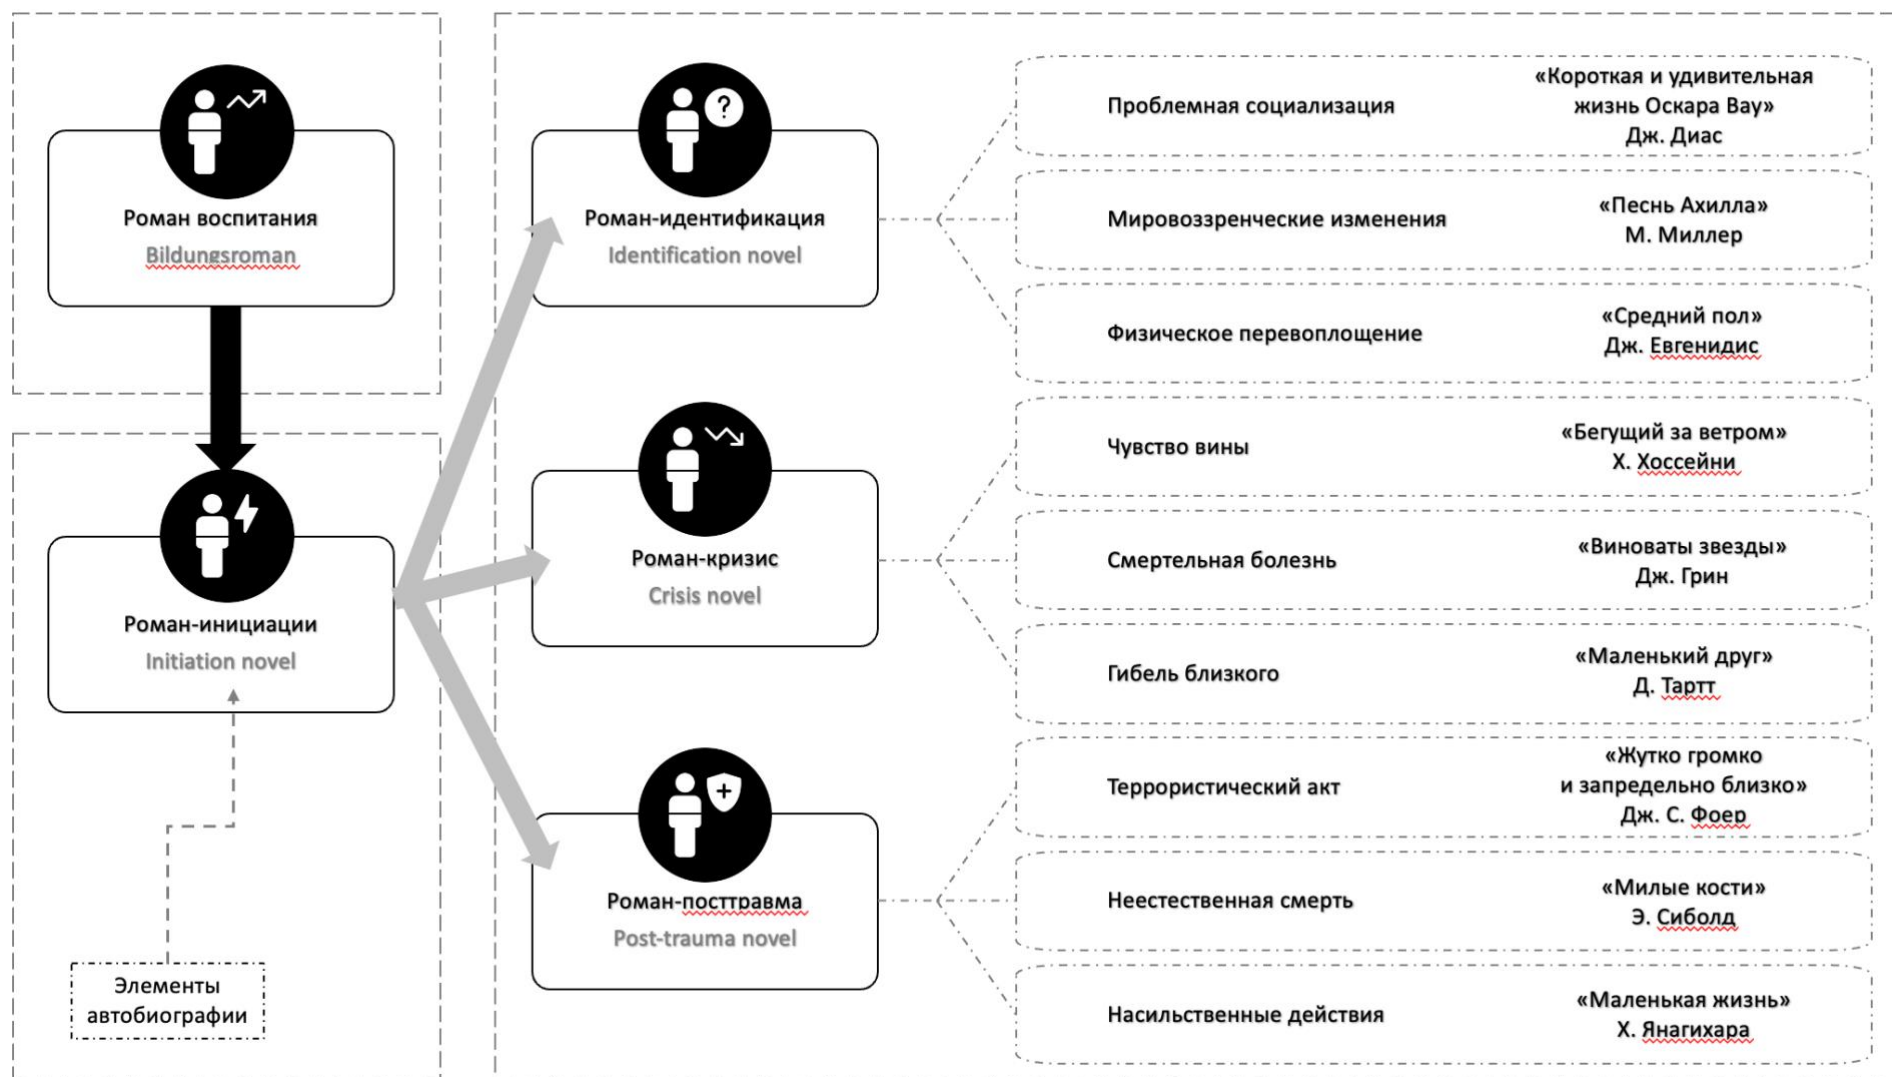 Роман воспитания
Bildungsroman
Роман-инициации
Initiation novel
Элементы
автобиографии
Роман-идентификация
Identification novel
Проблемная социализация
«Короткая и удивительная
жизнь Оскара Вау»
Дж. Диас
Мировоззренческие изменения
«Песнь Ахилла»
М. Миллер
Физическое перевоплощение
«Средний пол»
Дж. Евгенидис
Роман-кризис
Crisis novel
Чувство вины
«Бегущий за ветром»
Х. Хоссейни
Смертельная болезнь
«Виноваты звезды»
Дж. Грин
Гибель близкого
«Маленький друг»
Д. Тартт
Роман-посттравма
Post-trauma novel
Террористический акт
«Жутко громко
и запредельно близко»
Дж. С. Фоер
Неестественная смерть
«Милые кости»
Э. Сиболд
Насильственные действия
«Маленькая жизнь»
Х. Янагихара